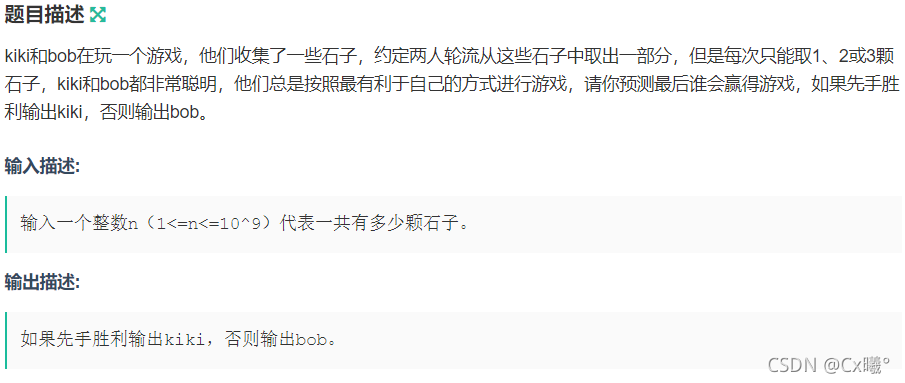 题目描述
kiki和bob在玩一个游戏，他们收集了一些石子，约定两人轮流从这些石子中取出一部分，但是每次只能取1、2或3颗
石子，kiki和bob都非常聪明，他们总是按照最有利于自己的方式进行游戏，请你预测最后谁会赢得游戏，如果先手胜
利输出kiki，否则输出bob。
输入描述:
输入一个整数n（1<=n<=10^9）代表一共有多少颗石子。
输出描述:
如果先手胜利输出kiki，否则输出bob。
CSDN @Cx曦°